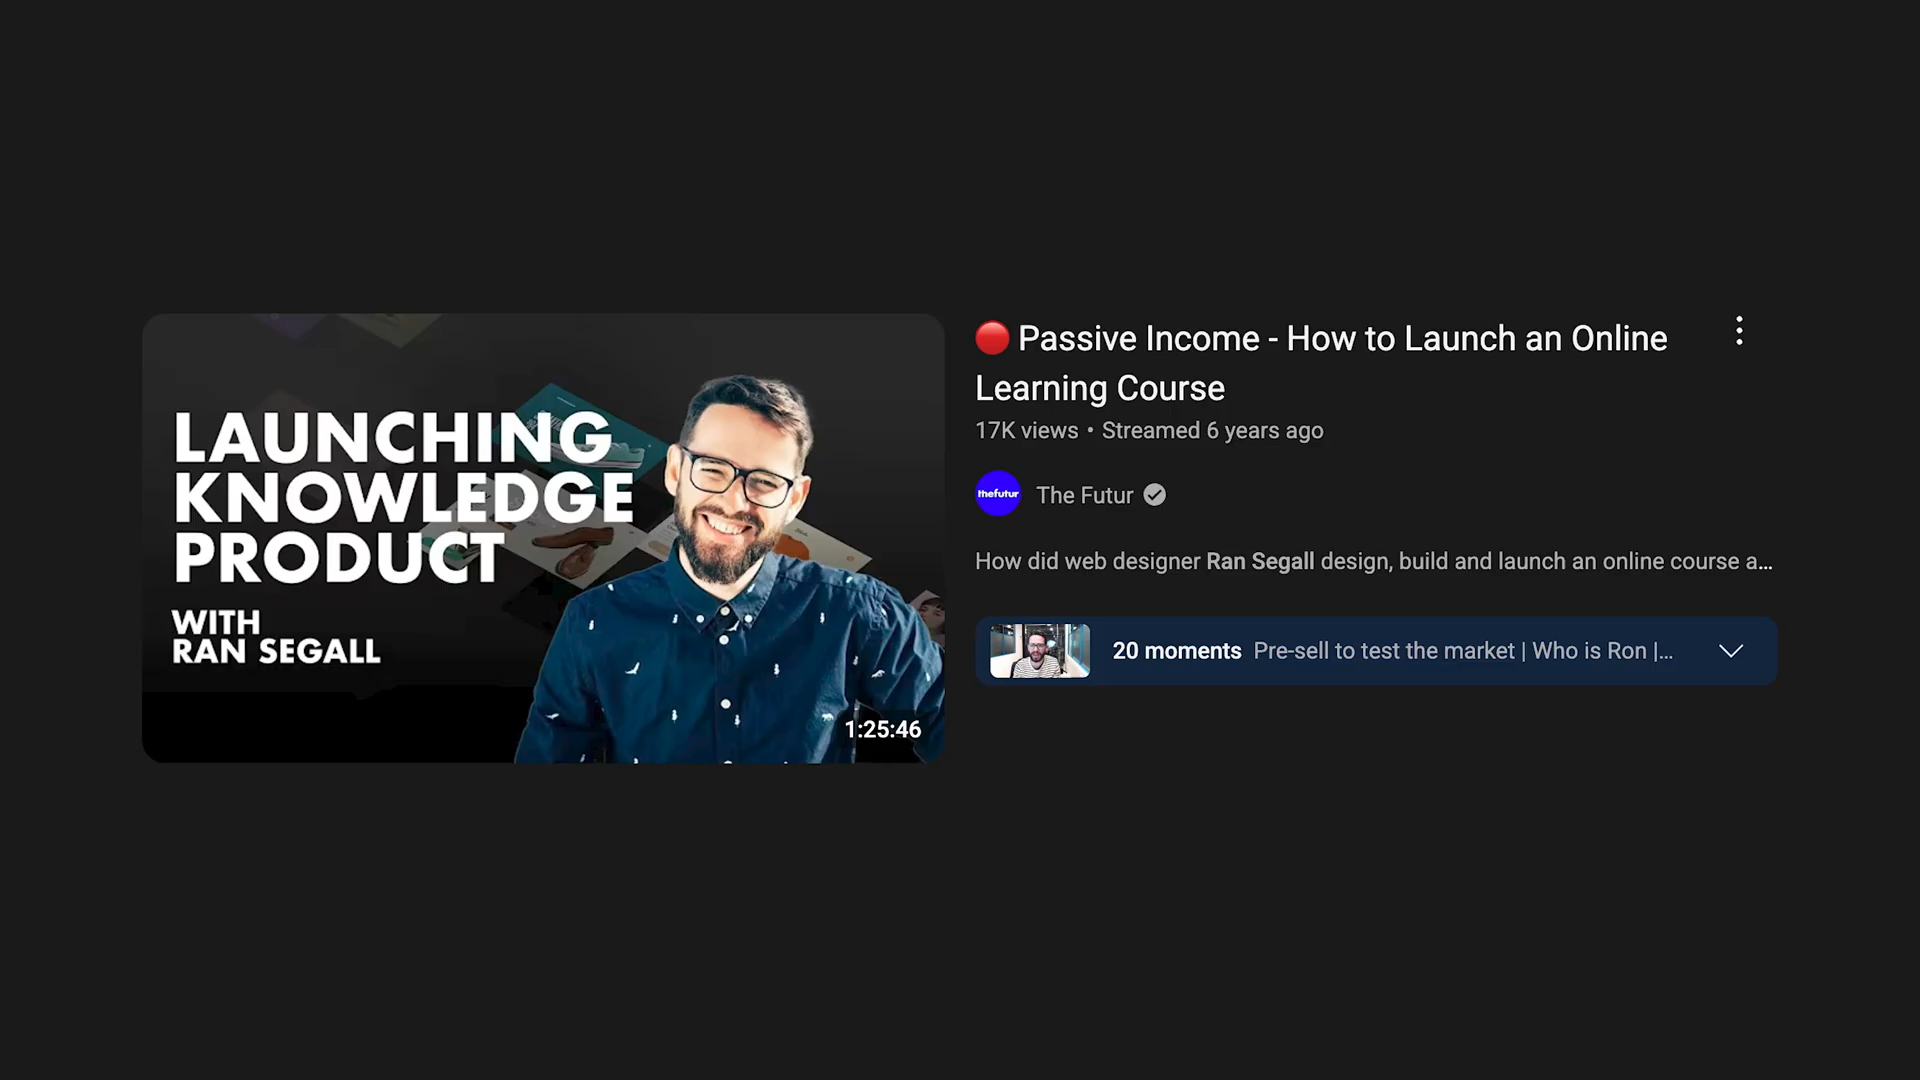 LAUNCHING
KNOWLEDGE
PRODUCT
WITH
RAN SEGALL
1:25:46
🔴 Passive Income - How to Launch an Online
Learning Course
17K views • Streamed 6 years ago
thefutur
The Futur
How did web designer Ran Segall design, build and launch an online course a...
20 moments Pre-sell to test the market | Who is Ron |...